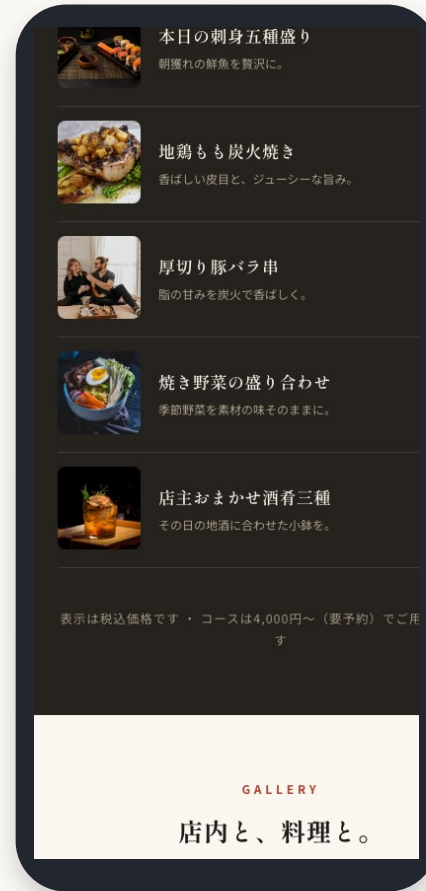 本日の刺身五種盛り
朝獲れの鮮魚を贅沢に。
地鶏もも炭火焼き
香ばしい皮目と、ジューシーな旨み。
厚切り豚バラ串
脂の甘みを炭火で香ばしく。
焼き野菜の盛り合わせ
季節野菜を素材の味そのままに。
店主おまかせ酒肴三種
その日の地酒に合わせた小鉢を。
表示は税込価格です ・ コースは4,000円〜（要予約）でご用
す
GALLERY
店内と、料理と。